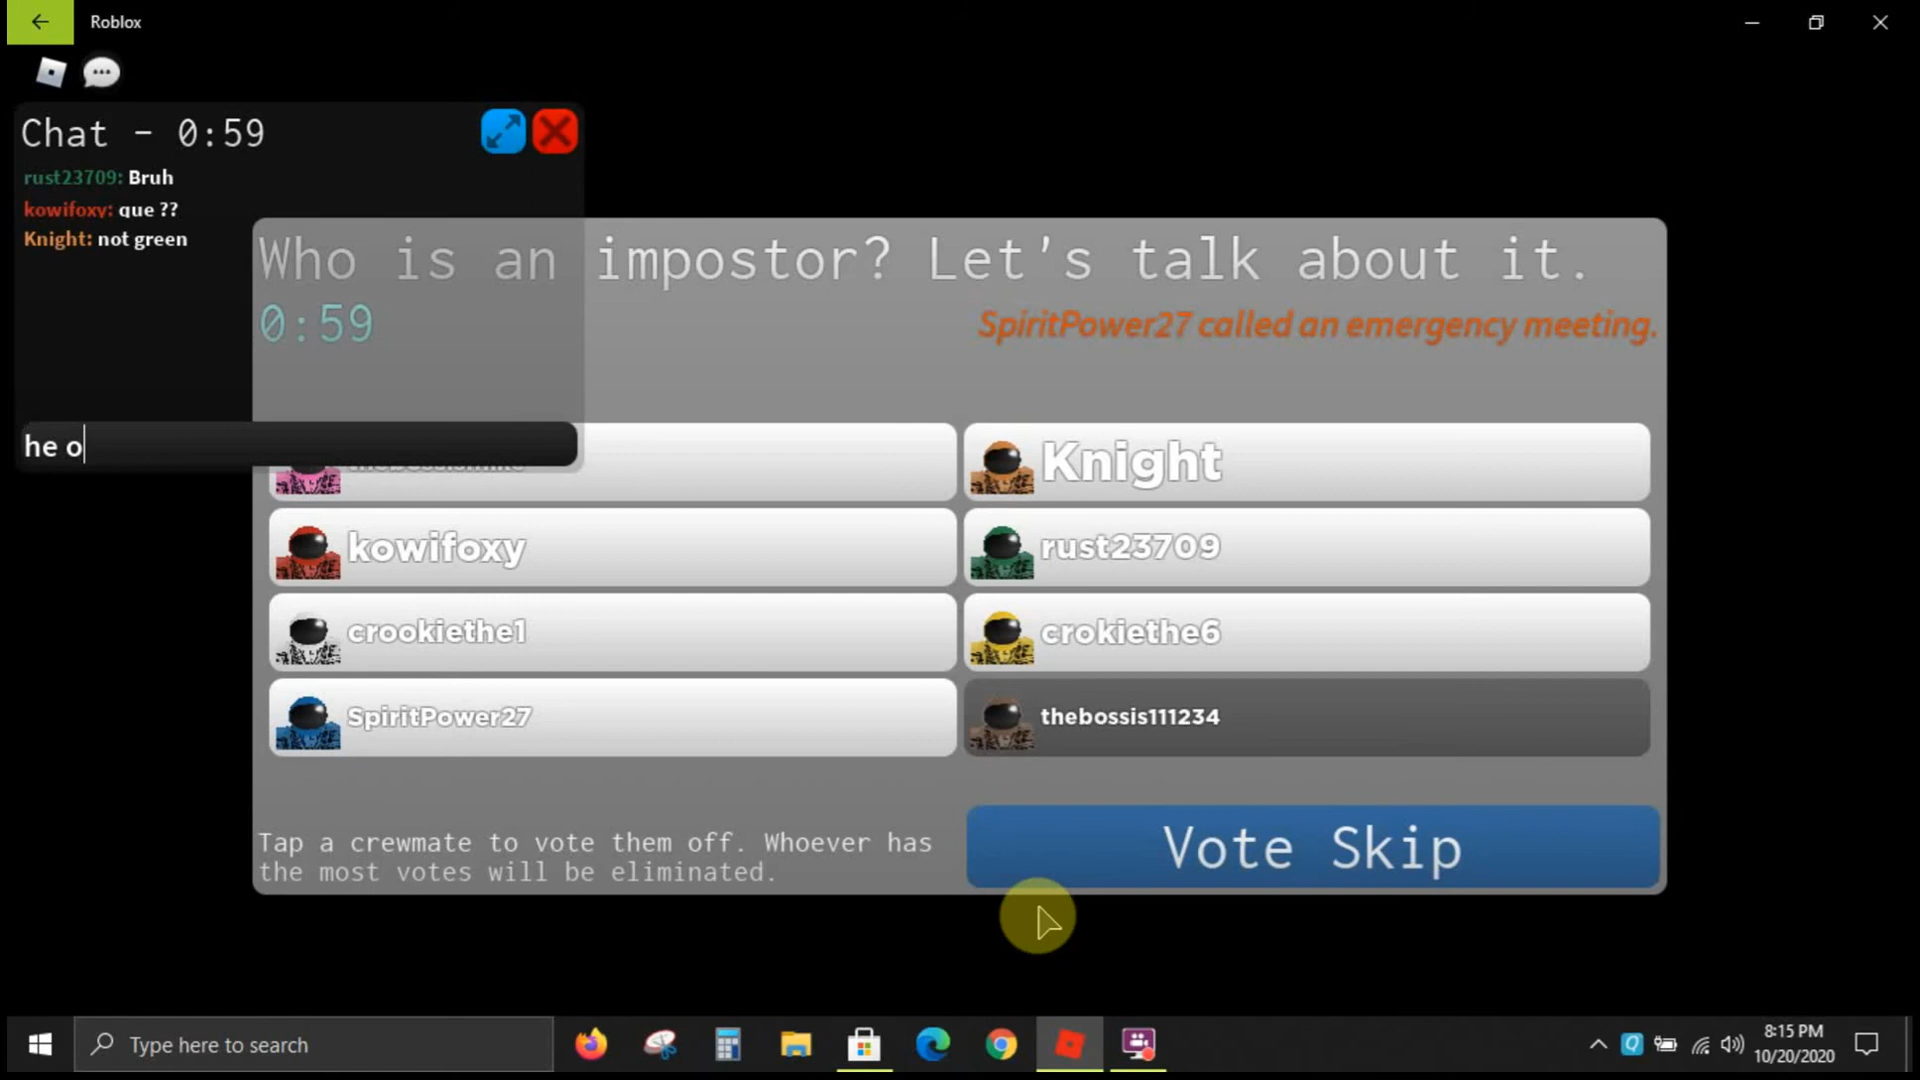 Roblox
Chat - 0:59
rust23709: Bruh
kowifoxy: que ??
Knight: not green
he o
Who is an impostor? Let's talk about it.
0:59
SpiritPower27 called an emergency meeting.
Knight
kowifoxy
rust23709
crookiethe1
crokiethe6
SpiritPower27
thebossis111234
Tap a crewmate to vote them off. Whoever has
the most votes will be eliminated.
Vote Skip
Type here to search
8:15 PM
10/20/2020